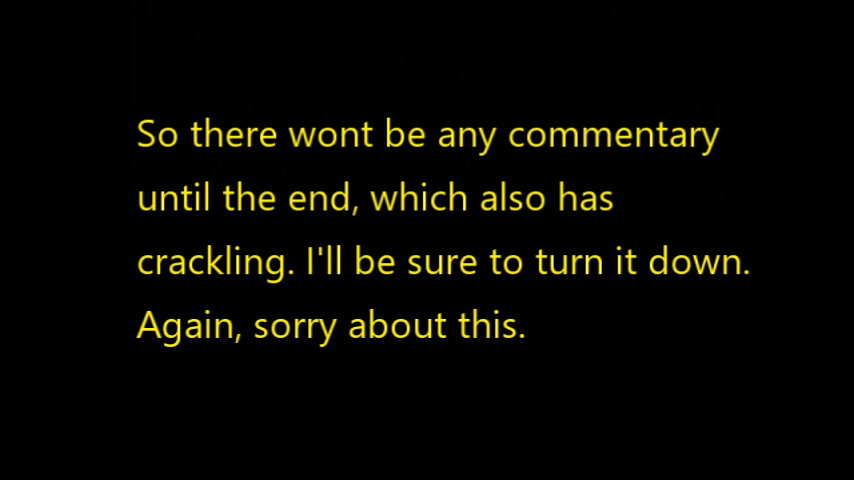 So there wont be any commentary
until the end, which also has
crackling. I'll be sure to turn it down.
Again, sorry about this.